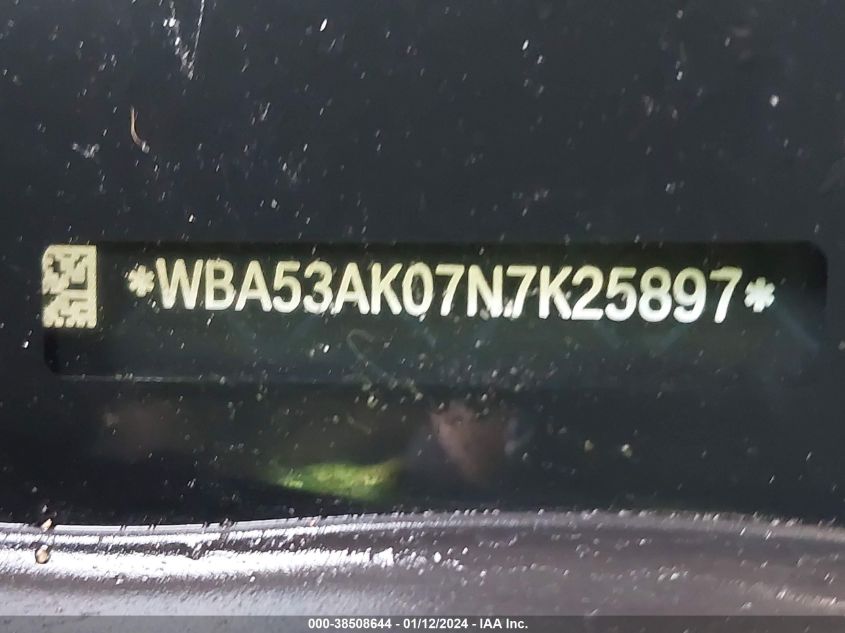 *WBA53AK07N7K25897*
000-38508644 - 01/12/2024 - IAA Inc.